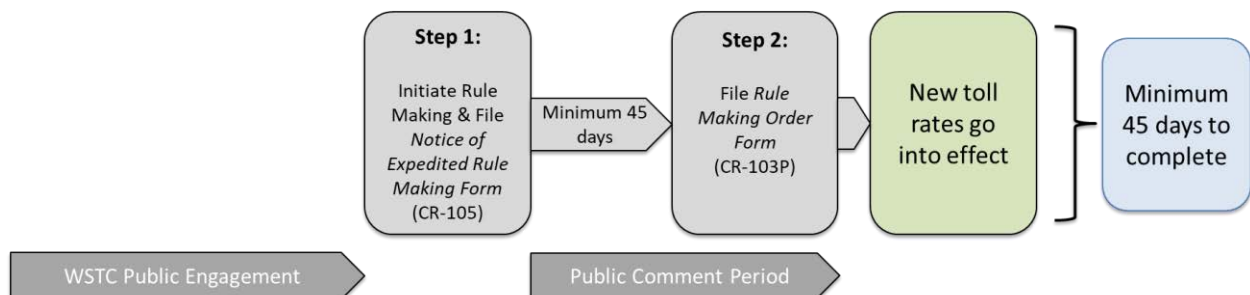 Step 1:
Initiate Rule
Making & File
Notice of
Expedited Rule
Making Form
(CR-105)
Minimum 45
days
Step 2:
File Rule
Making Order
Form
(CR-103P)
New toll
rates go
into effect
Minimum
45 days to
complete
WSTC Public Engagement
Public Comment Period